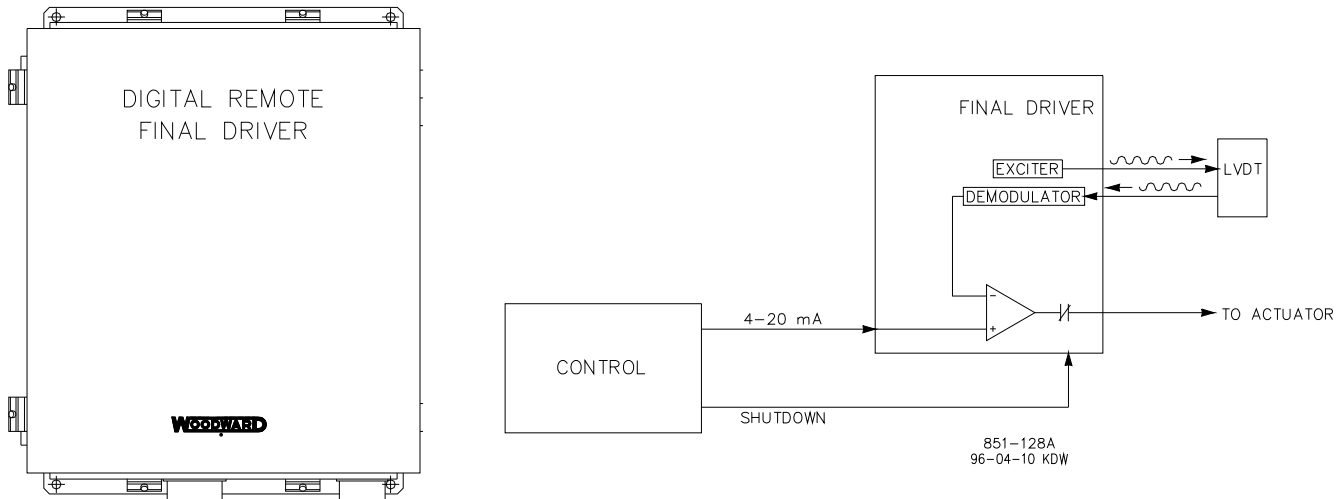 DIGITAL REMOTE
FINAL DRIVER
WOODWARD
FINAL DRIVER
EXCITER
LVDT
DEMODULATOR
−
+
4−20 mA
TO ACTUATOR
CONTROL
SHUTDOWN
851−128A
96−04−10 KDW